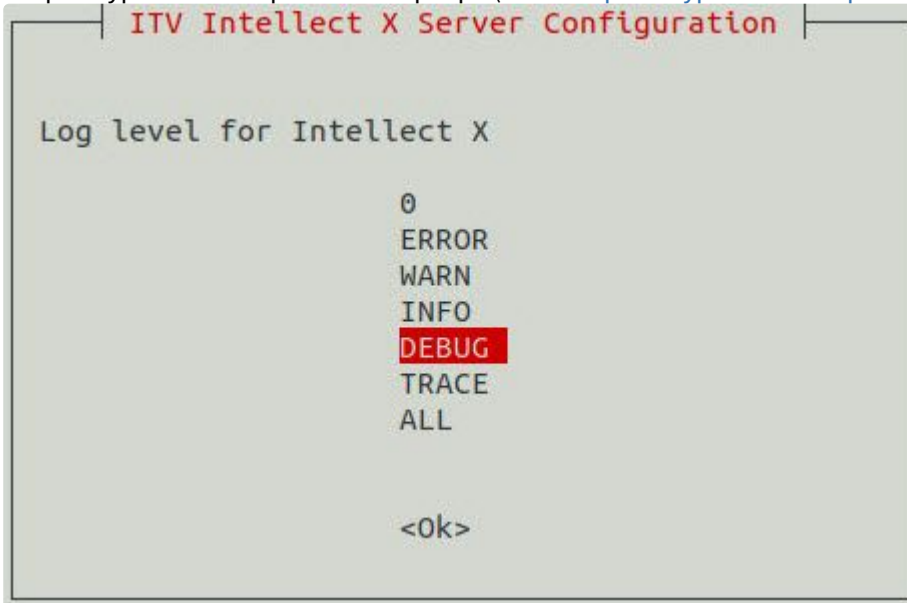 ITV Intellect X Server Configuration
Log level for Intellect X
0
ERROR
WARN
INFO
DEBUG
TRACE
ALL
<Ok>